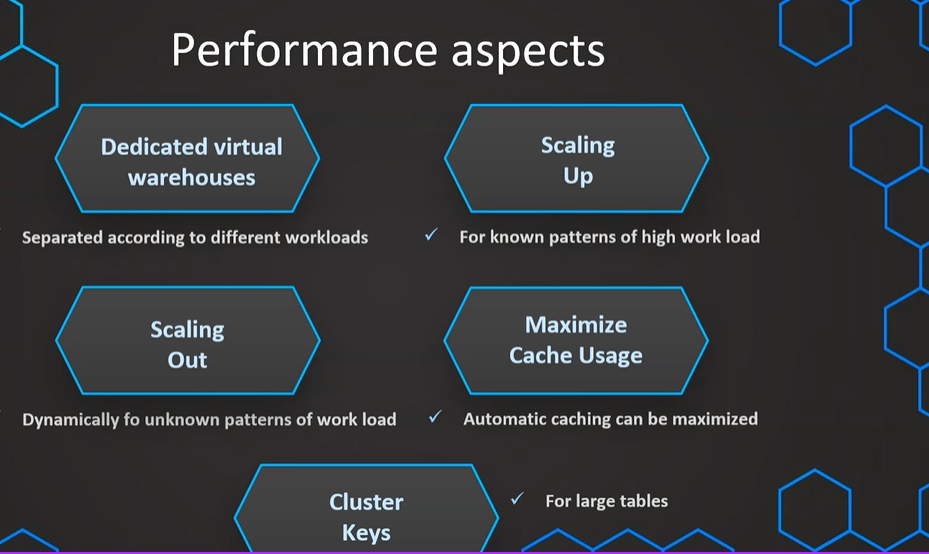 Performance aspects
Dedicated virtual
warehouses
Separated according to different workloads
Scaling
Up
✓ For known patterns of high work load
Scaling
Out
Dynamically fo unknown patterns of work load
Maximize
Cache Usage
✓ Automatic caching can be maximized
Cluster
Keys
✓ For large tables